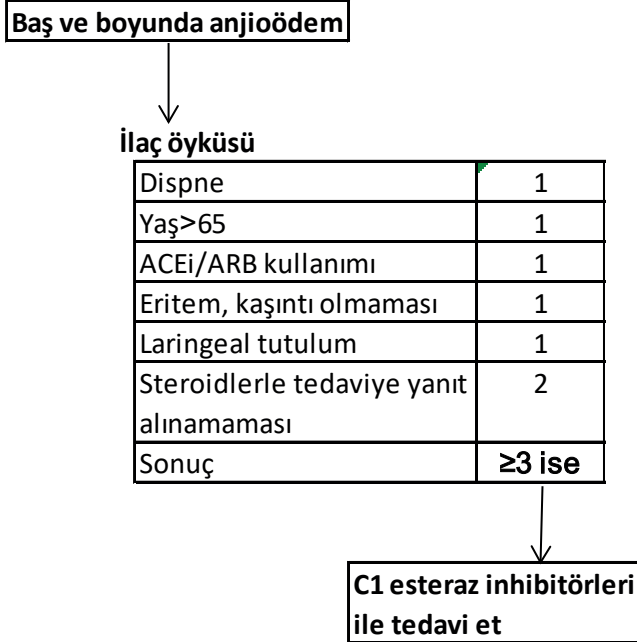 Baş ve boyunda anjioödem
İlaç öyküsü
Dispne 1
Yaş>65 1
ACEi/ARB kullanımı 1
Eritem, kaşıntı olmaması 1
Laringeal tutulum 1
Steroidlerle tedaviye yanıt 2
alınamaması
Sonuç ≥3 ise
C1 esteraz inhibitörleri
ile tedavi et